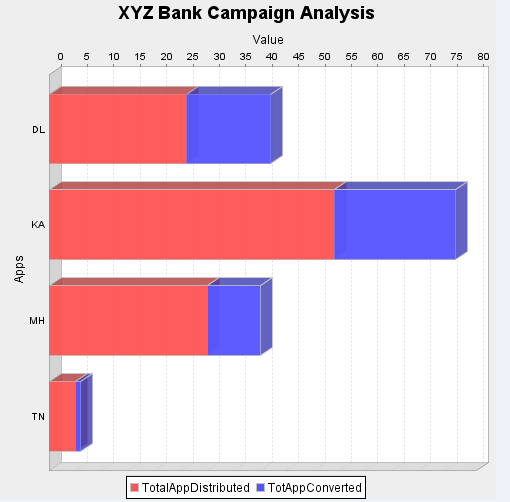 XYZ Bank Campaign Analysis
Value
0 5 10 15 20 25 30 35 40 45 50 55 60 65 70 75 80
DL
KA
Apps
MH
TN
TotalAppDistributed TotAppConverted